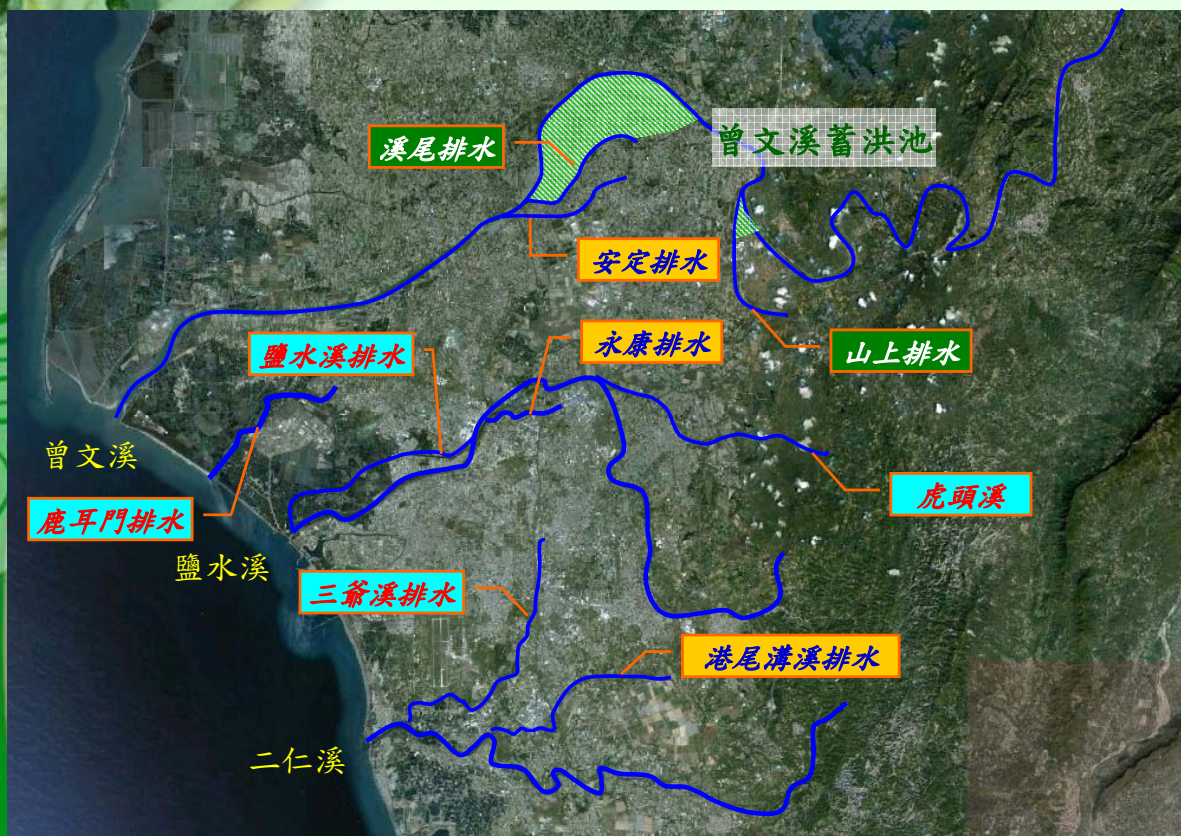 溪尾排水
曾文溪蓄洪池
安定排水
鹽水溪排水
永康排水
山上排水
曾文溪
鹿耳門排水
虎頭溪
鹽水溪
三爺溪排水
港尾溝溪排水
二仁溪